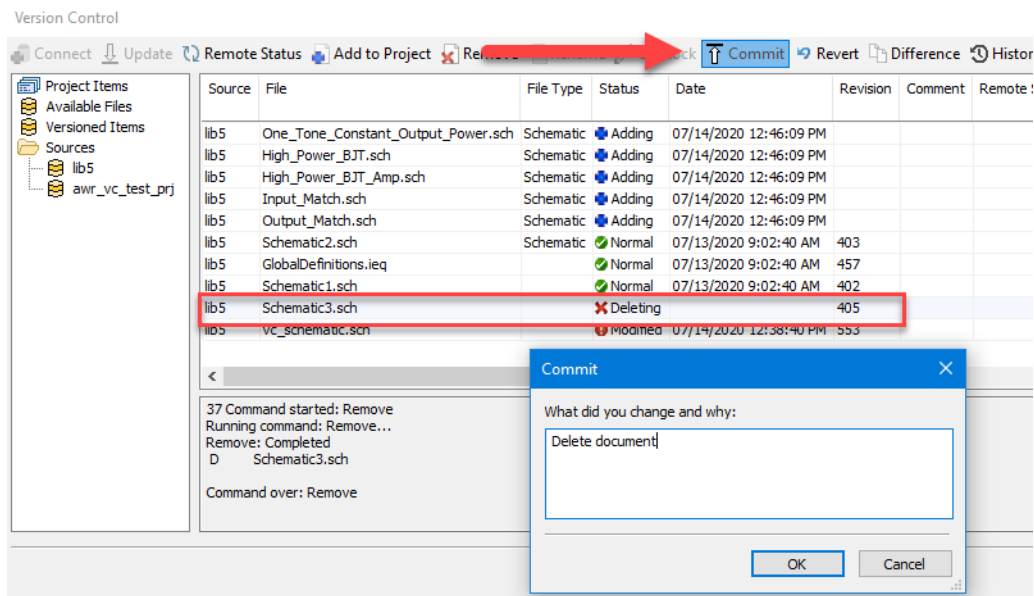 Version Control
Connect Update Remote Status Add to Project Commit Revert Difference
Project Items
Available Files
Versioned Items
Sources
lib5
awr_vc_test_prj
Source File File Type Status Date Revision Comment Remote
lib5 One_Tone_Constant_Output_Power.sch Schematic Adding 07/14/2020 12:46:09 PM
lib5 High_Power_BJT.sch Schematic Adding 07/14/2020 12:46:09 PM
lib5 High_Power_BJT_Amp.sch Schematic Adding 07/14/2020 12:46:09 PM
lib5 Input_Match.sch Schematic Adding 07/14/2020 12:46:09 PM
lib5 Output_Match.sch Schematic Adding 07/14/2020 12:46:09 PM
lib5 Schematic2.sch Schematic Normal 07/13/2020 9:02:40 AM 403
lib5 GlobalDefinitions.ieq Normal 07/13/2020 9:02:40 AM 457
lib5 Schematic1.sch Normal 07/13/2020 9:02:40 AM 402
lib5 Schematic3.sch Deleting 405
lib5 vc_schematic.sch Modified 07/14/2020 12:38:40 PM 553
37 Command started: Remove
Running command: Remove...
Remove: Completed
D Schematic3.sch
Command over: Remove
Commit
What did you change and why:
Delete document
OK Cancel